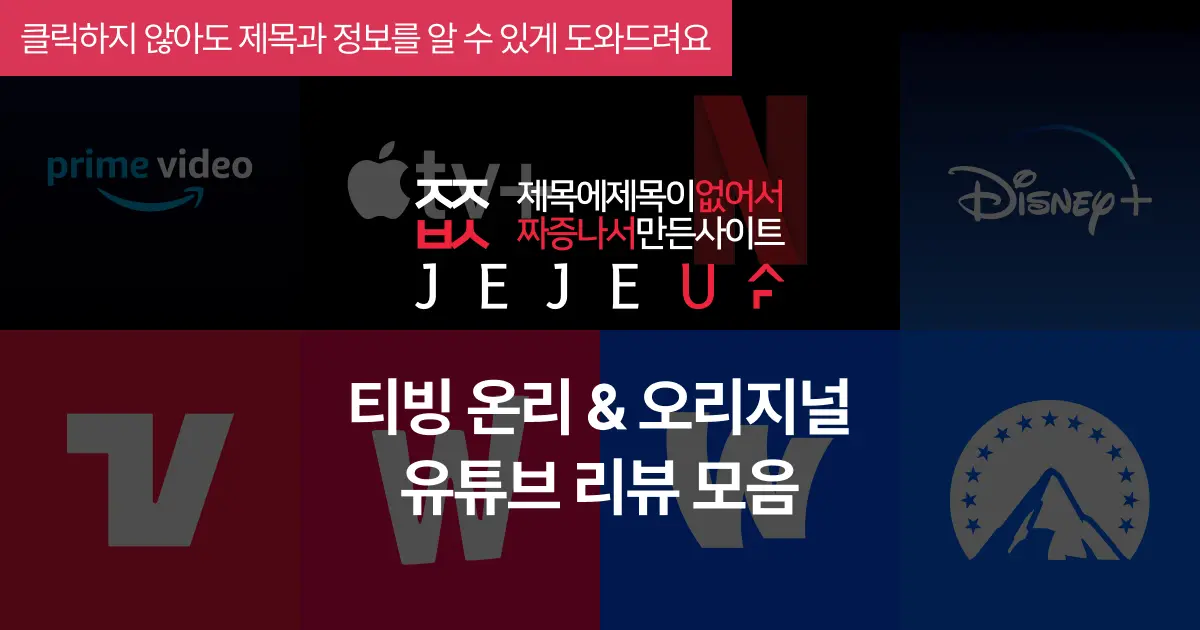 클릭하지 않아도 제목과 정보를 알 수 있게 도와드려요
prime video
tv+
N
Disney+
좁좃
제목에제목이없어서
짜증나서만든사이트
JEJEU
티빙 온리 & 오리지널
유튜브 리뷰 모음
W
W